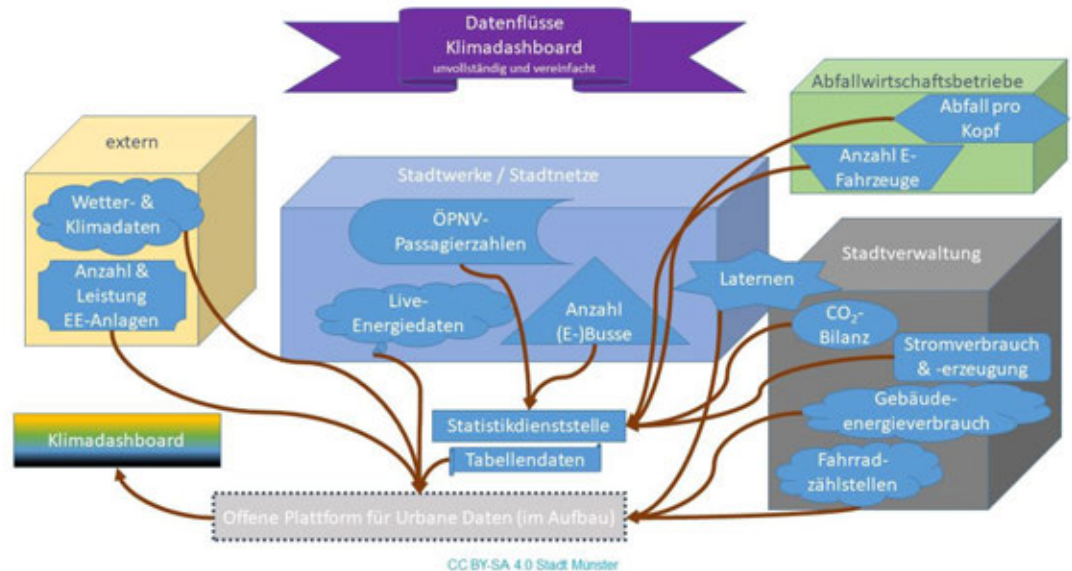 Datenflüsse
Klimadashboard
unvollständig und vereinfacht
Abfallwirtschaftsbetriebe
Abfall pro
Kopf
Anzahl E-
Fahrzeuge
extern
Wetter- &
Klimadaten
Anzahl &
Leistung
EE-Anlagen
Stadtwerke / Stadtnetze
ÖPNV-
Passagierzahlen
Live-
Energiedaten
Anzahl
(E-)Busse
Laternen
Stadtverwaltung
CO₂-
Bilanz
Stromverbrauch
& -erzeugung
Gebäude-
energieverbrauch
Fahrrad-
zählstellen
Statistikdienststelle
Tabellendaten
Klimadashboard
Offene Plattform für Urbane Daten (im Aufbau)
CC BY-SA 4.0 Stadt Münster